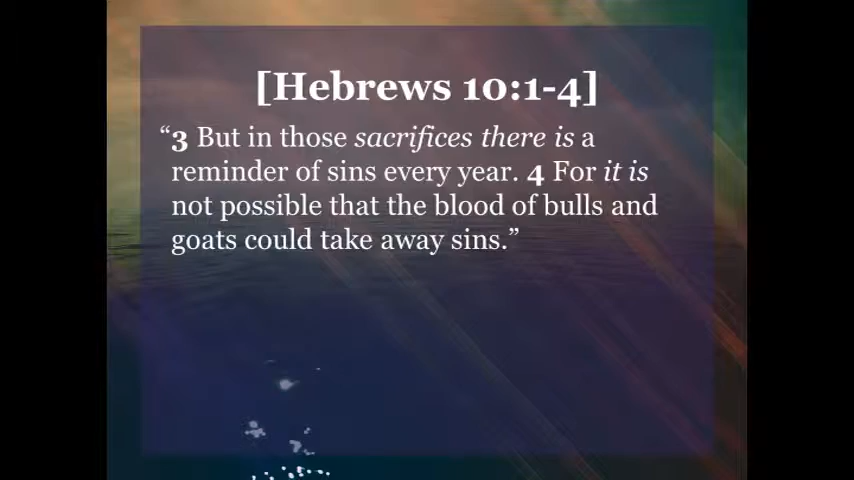 [Hebrews 10:1-4]
“3 But in those sacrifices there is a
reminder of sins every year. 4 For it is
not possible that the blood of bulls and
goats could take away sins.”